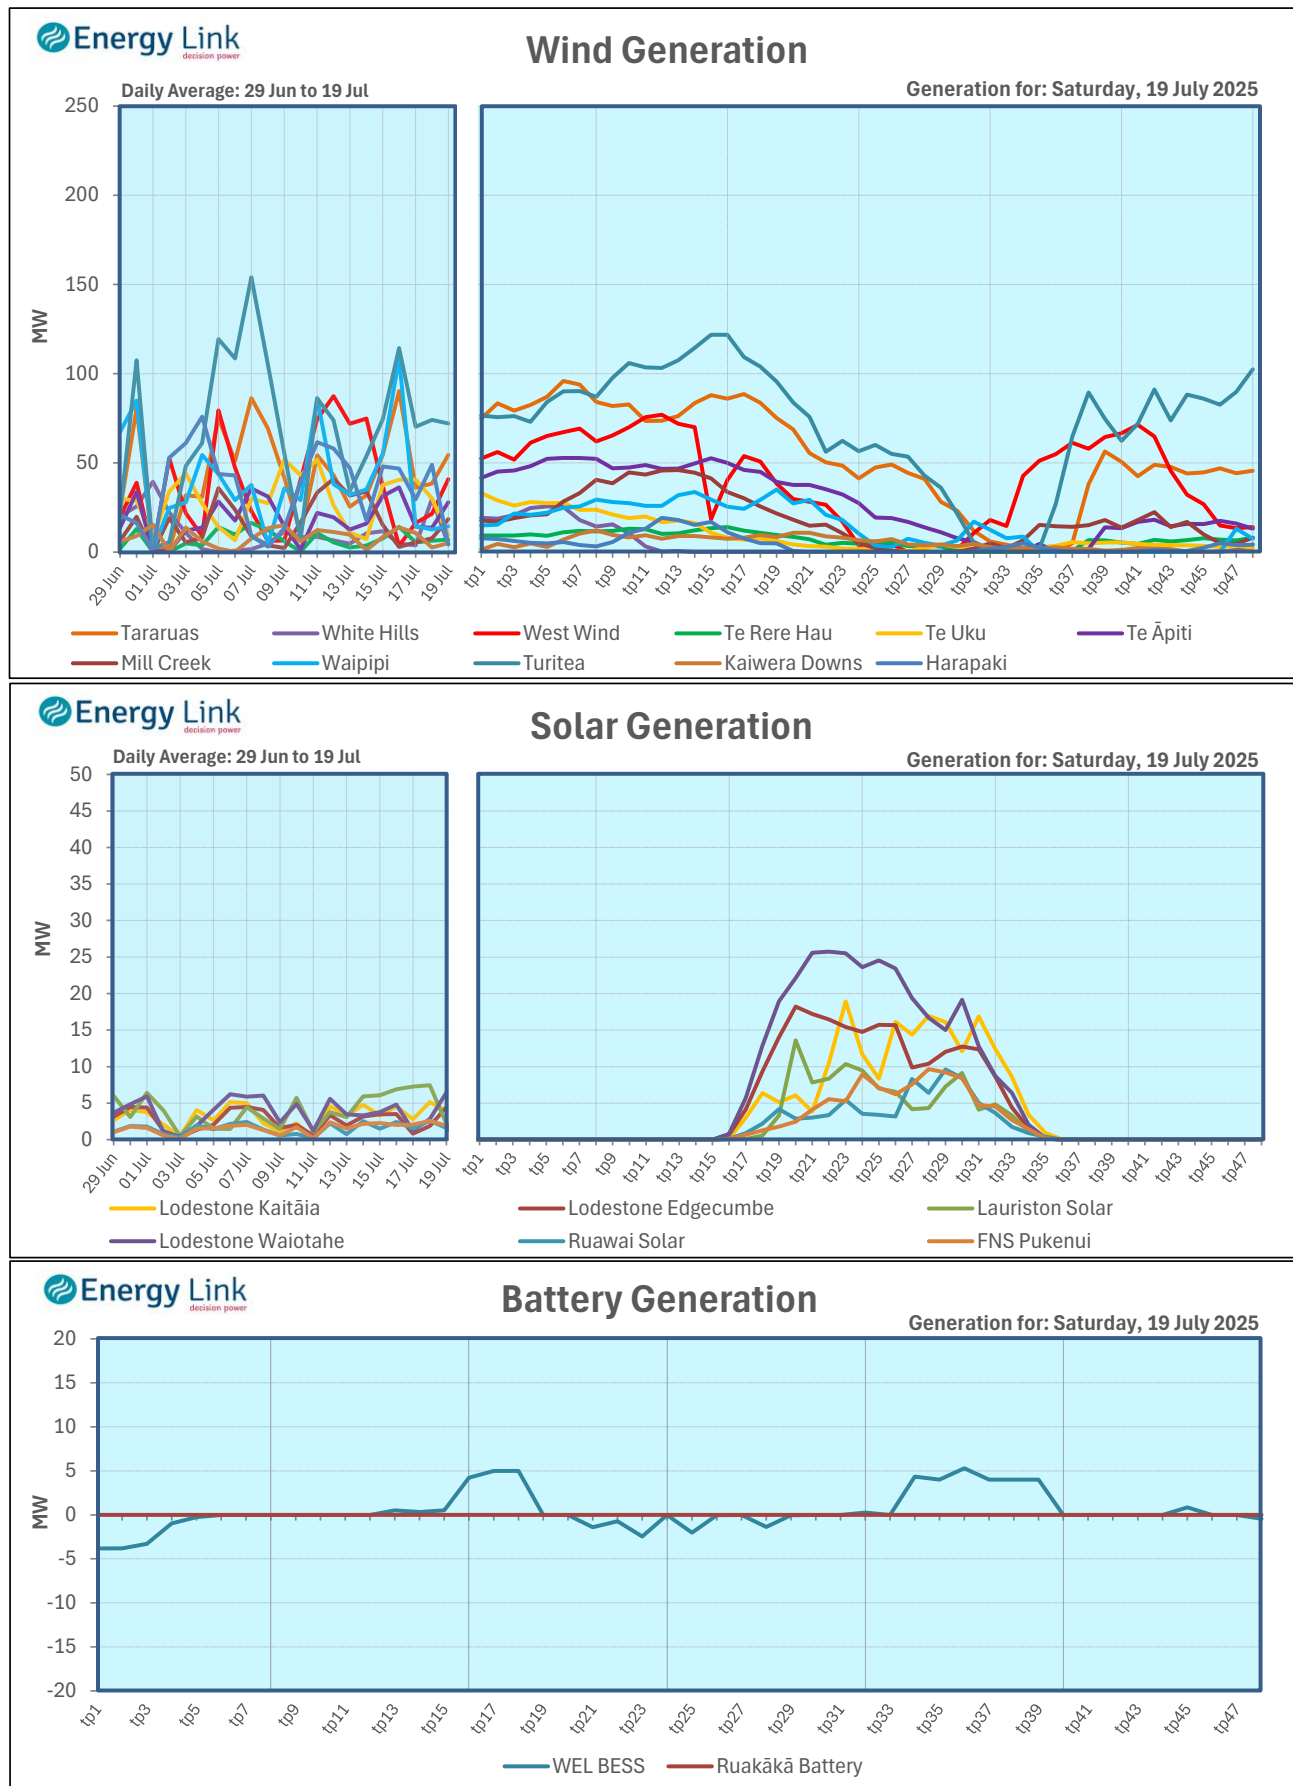 Energy Link
decision power
Wind Generation
Daily Average: 29 Jun to 19 Jul
Generation for: Saturday, 19 July 2025
250
200
150
100
50
0
MW
29 Jun 01 Jul 03 Jul 05 Jul 07 Jul 09 Jul 11 Jul 13 Jul 15 Jul 17 Jul 19 Jul
tp1 tp3 tp5 tp7 tp9 tp11 tp13 tp15 tp17 tp19 tp21 tp23 tp25 tp27 tp29 tp31 tp33 tp35 tp37 tp39 tp41 tp43 tp45 tp47
Tararuas White Hills West Wind Te Rere Hau Te Uku Te Āpiti
Mill Creek Waipipi Turitea Kaiwera Downs Harapaki
Energy Link
decision power
Solar Generation
Daily Average: 29 Jun to 19 Jul
Generation for: Saturday, 19 July 2025
50
45
40
35
30
25
20
15
10
5
0
MW
29 Jun 01 Jul 03 Jul 05 Jul 07 Jul 09 Jul 11 Jul 13 Jul 15 Jul 17 Jul 19 Jul
tp1 tp3 tp5 tp7 tp9 tp11 tp13 tp15 tp17 tp19 tp21 tp23 tp25 tp27 tp29 tp31 tp33 tp35 tp37 tp39 tp41 tp43 tp45 tp47
Lodestone Kaitāia Lodestone Edgecumbe Lauriston Solar
Lodestone Waiotahe Ruawai Solar FNS Pukenui
Energy Link
decision power
Battery Generation
Generation for: Saturday, 19 July 2025
20
15
10
5
0
-5
-10
-15
-20
MW
tp1 tp3 tp5 tp7 tp9 tp11 tp13 tp15 tp17 tp19 tp21 tp23 tp25 tp27 tp29 tp31 tp33 tp35 tp37 tp39 tp41 tp43 tp45 tp47
WEL BESS Ruakākā Battery